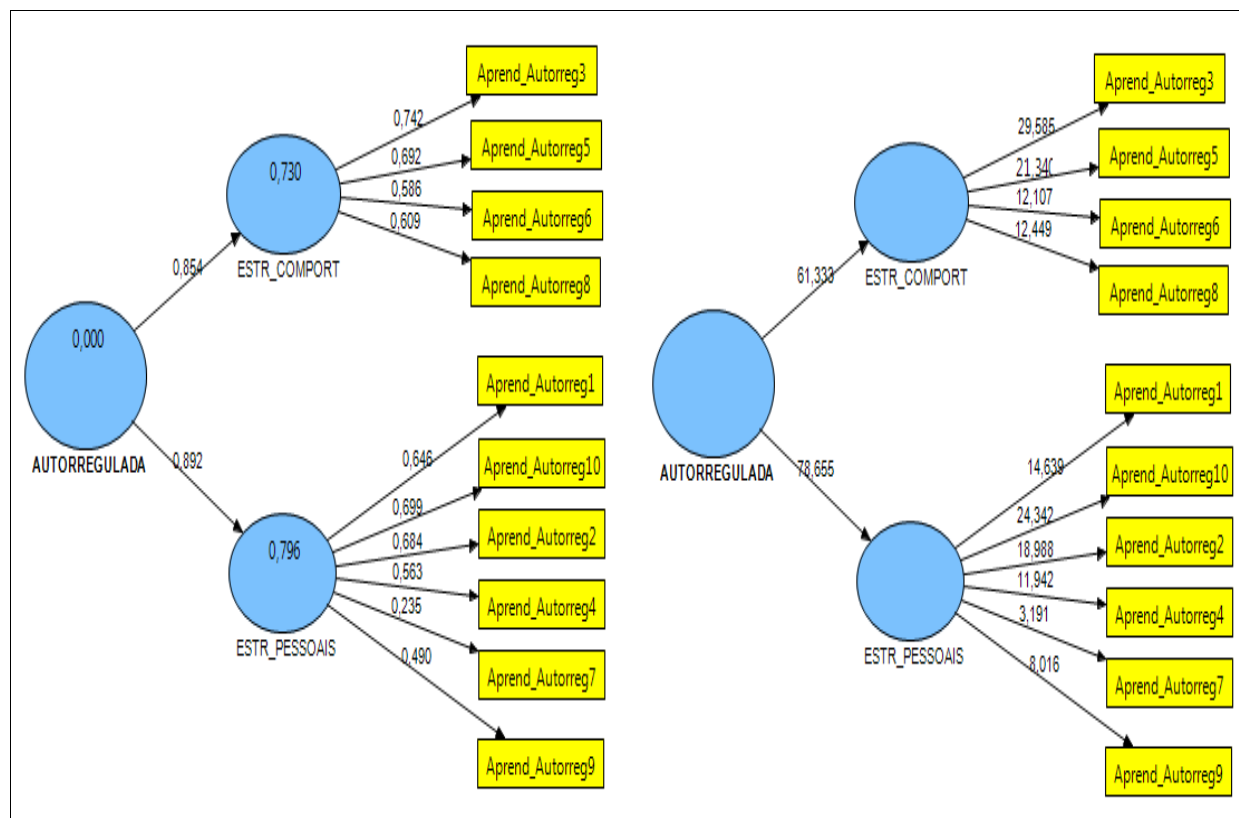 Aprend_Autorreg3
0,742
Aprend_Autorreg5
0,692
0,730
0,586
Aprend_Autorreg6
0,609
ESTR_COMPORT
Aprend_Autorreg8
0,854
0,000
AUTORREGULADA
0,892
Aprend_Autorreg1
0,646
Aprend_Autorreg10
0,699
0,684
Aprend_Autorreg2
0,796
0,563
Aprend_Autorreg4
0,235
ESTR_PESSOAIS
0,490
Aprend_Autorreg7
Aprend_Autorreg9
Aprend_Autorreg3
29,585
Aprend_Autorreg5
21,340
12,107
Aprend_Autorreg6
12,449
ESTR_COMPORT
Aprend_Autorreg8
61,333
AUTORREGULADA
78,655
Aprend_Autorreg1
14,639
Aprend_Autorreg10
24,342
18,988
Aprend_Autorreg2
11,942
Aprend_Autorreg4
3,191
ESTR_PESSOAIS
8,016
Aprend_Autorreg7
Aprend_Autorreg9